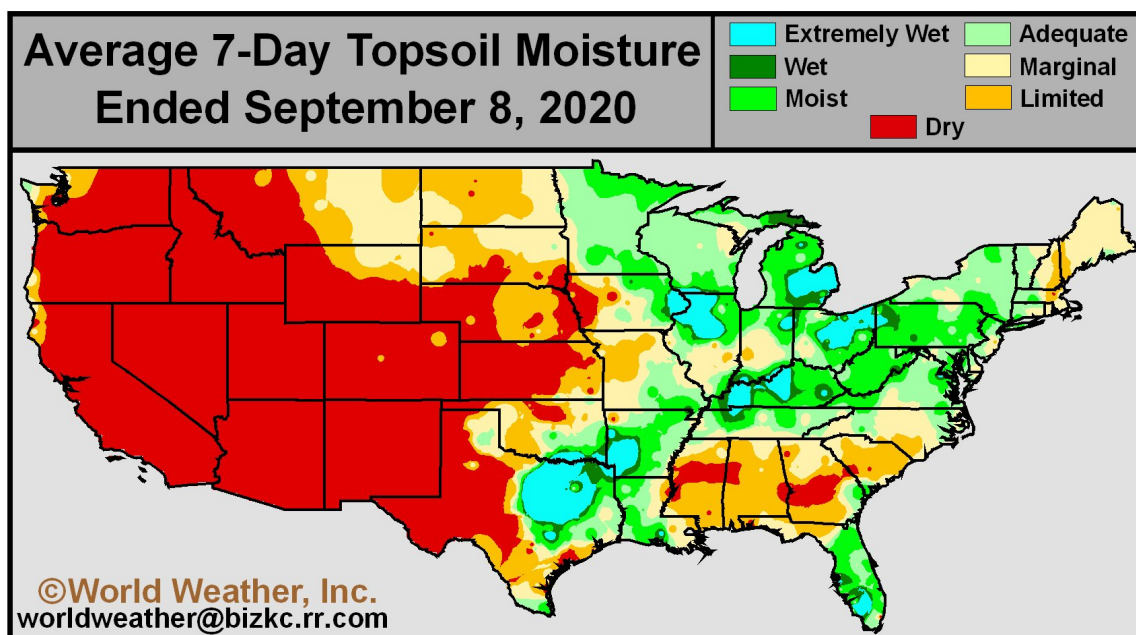 Average 7-Day Topsoil Moisture
Ended September 8, 2020
Extremely Wet
Adequate
Wet
Marginal
Moist
Limited
Dry
©World Weather, Inc.
worldweather@bizkc.rr.com